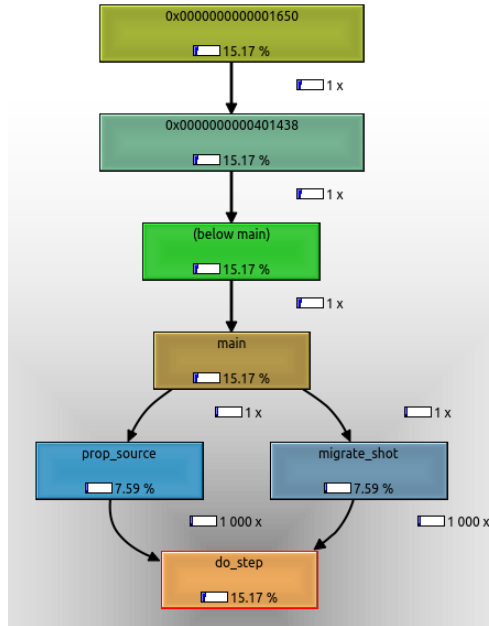 0x0000000000001650
15.17 %
1 x
0x0000000000401438
15.17 %
1 x
(below main)
15.17 %
1 x
main
15.17 %
1 x
1 x
prop_source
7.59 %
migrate_shot
7.59 %
1 000 x
1 000 x
do_step
15.17 %